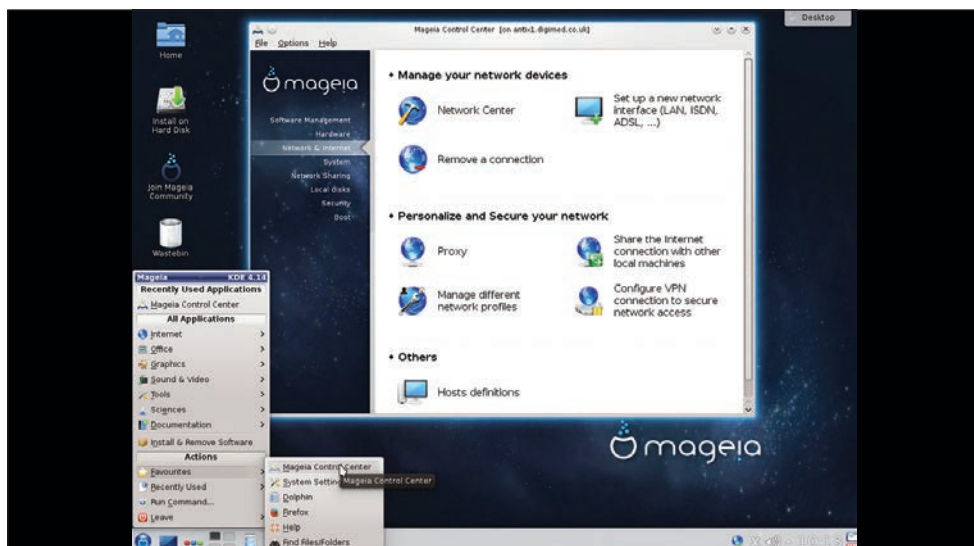 Desktop
Home
Install on
Hard Disk
Join Mageia
Community
Wastebin
Mageia Control Center [on antix1.digimed.co.uk]
File Options Help
mageia
Software Management
Hardware
Network & Internet
System
Network Sharing
Local disks
Security
Boot
• Manage your network devices
Network Center
Set up a new network
interface (LAN, ISDN,
ADSL, ...)
Remove a connection
• Personalize and Secure your network
Proxy
Share the Internet
connection with other
local machines
Manage different
network profiles
Configure VPN
connection to secure
network access
• Others
Hosts definitions
mageia
Mageia KDE 4.14
Recently Used Applications
Mageia Control Center
All Applications
Internet
Office
Graphics
Sound & Video
Tools
Sciences
Documentation
Install & Remove Software
Actions
Favourites
Recently Used
Run Command...
Leave
Mageia Control Center
System Settin
Mageia Control Center
Dolphin
Firefox
Help
Find Files/Folders